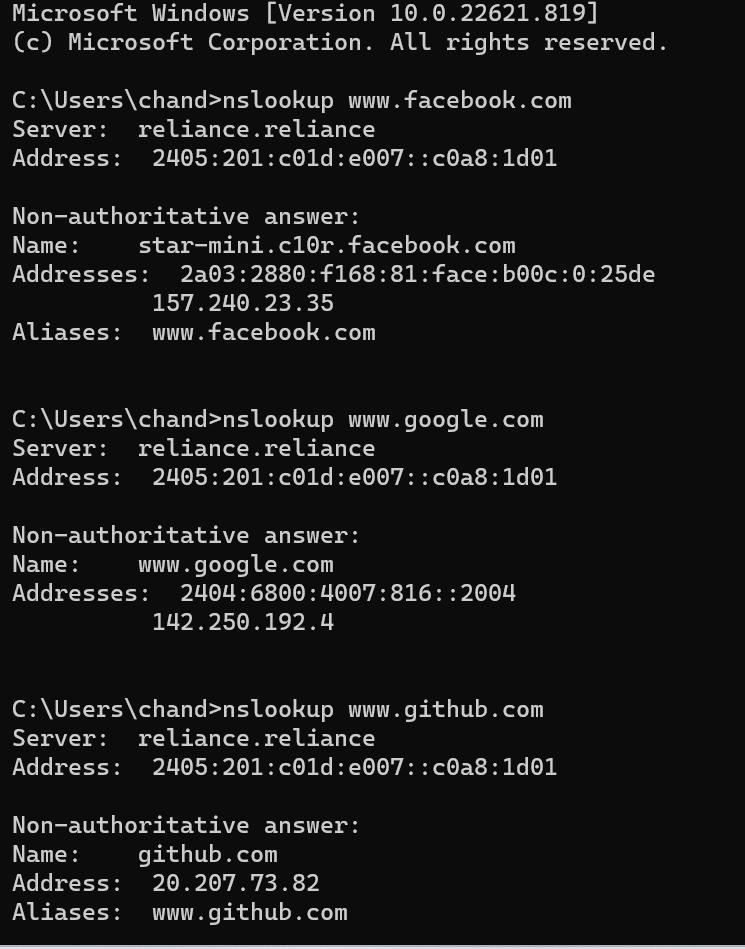 Microsoft Windows [Version 10.0.22621.819]
(c) Microsoft Corporation. All rights reserved.

C:\Users\chand>nslookup www.facebook.com
Server:  reliance.reliance
Address:  2405:201:c01d:e007::c0a8:1d01

Non-authoritative answer:
Name:    star-mini.c10r.facebook.com
Addresses:  2a03:2880:f168:81:face:b00c:0:25de
          157.240.23.35
Aliases:  www.facebook.com


C:\Users\chand>nslookup www.google.com
Server:  reliance.reliance
Address:  2405:201:c01d:e007::c0a8:1d01

Non-authoritative answer:
Name:    www.google.com
Addresses:  2404:6800:4007:816::2004
          142.250.192.4


C:\Users\chand>nslookup www.github.com
Server:  reliance.reliance
Address:  2405:201:c01d:e007::c0a8:1d01

Non-authoritative answer:
Name:    github.com
Address:  20.207.73.82
Aliases:  www.github.com